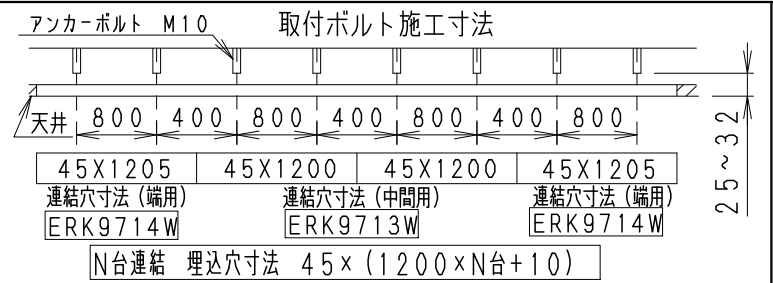 アンカーボルト M10
取付ボルト施工寸法
天井
800 400 800 400 800 400 800
25~32
45X1205 45X1200 45X1200 45X1205
連結穴寸法(端用) 連結穴寸法(中間用) 連結穴寸法(端用)
ERK9714W ERK9713W ERK9714W
N台連結 埋込穴寸法 45×(1200×N台+10)